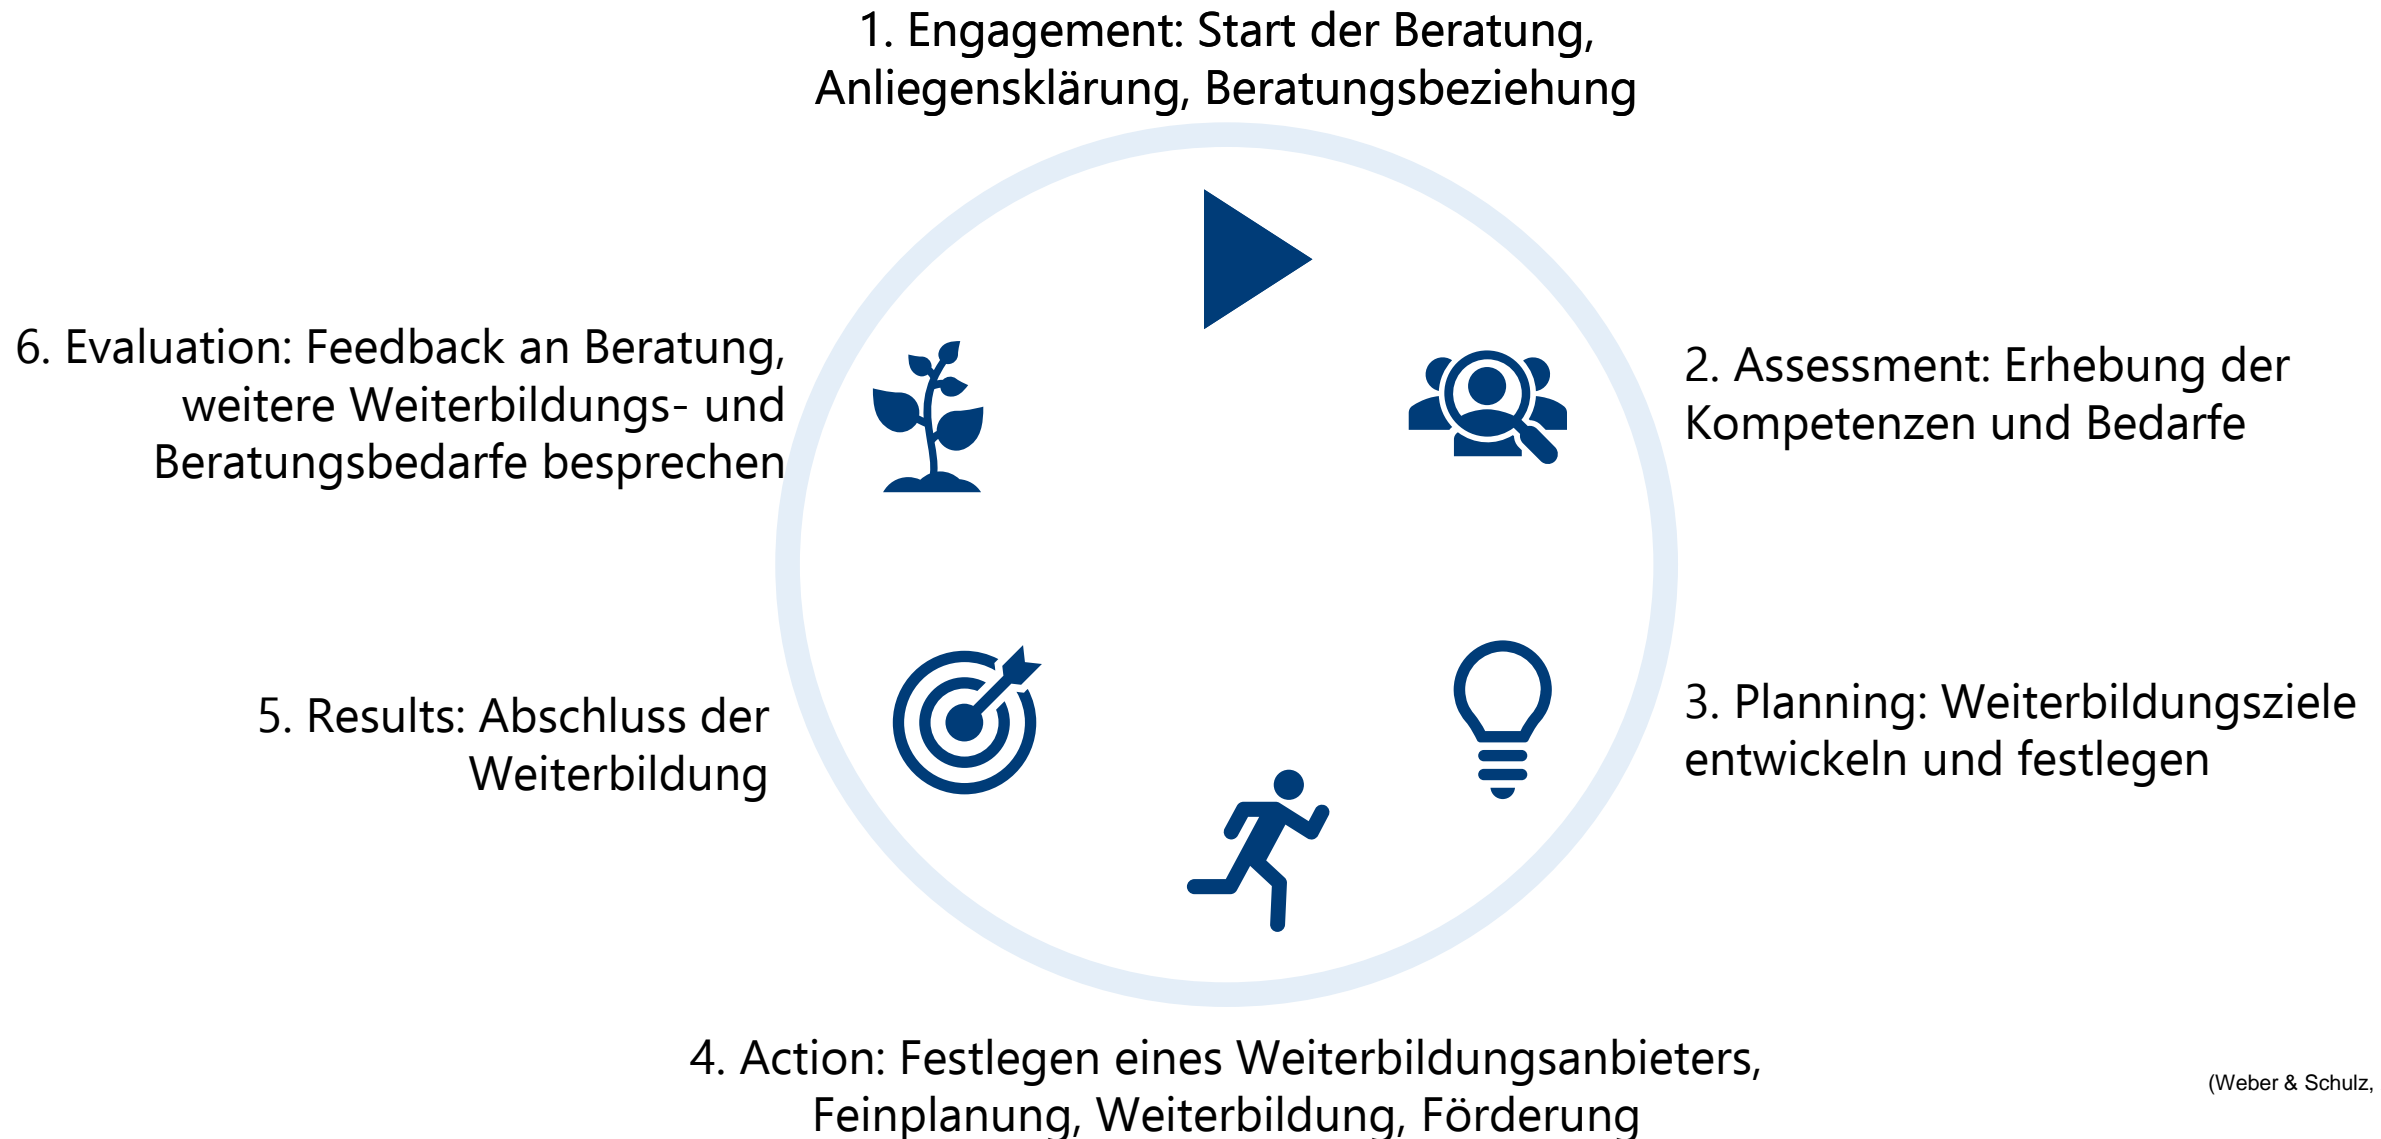 1. Engagement: Start der Beratung,
Anliegensklärung, Beratungsbeziehung
2. Assessment: Erhebung der
Kompetenzen und Bedarfe
3. Planning: Weiterbildungsziele
entwickeln und festlegen
4. Action: Festlegen eines Weiterbildungsanbieters,
Feinplanung, Weiterbildung, Förderung
5. Results: Abschluss der
Weiterbildung
6. Evaluation: Feedback an Beratung,
weitere Weiterbildungs- und
Beratungsbedarfe besprechen
(Weber & Schulz,